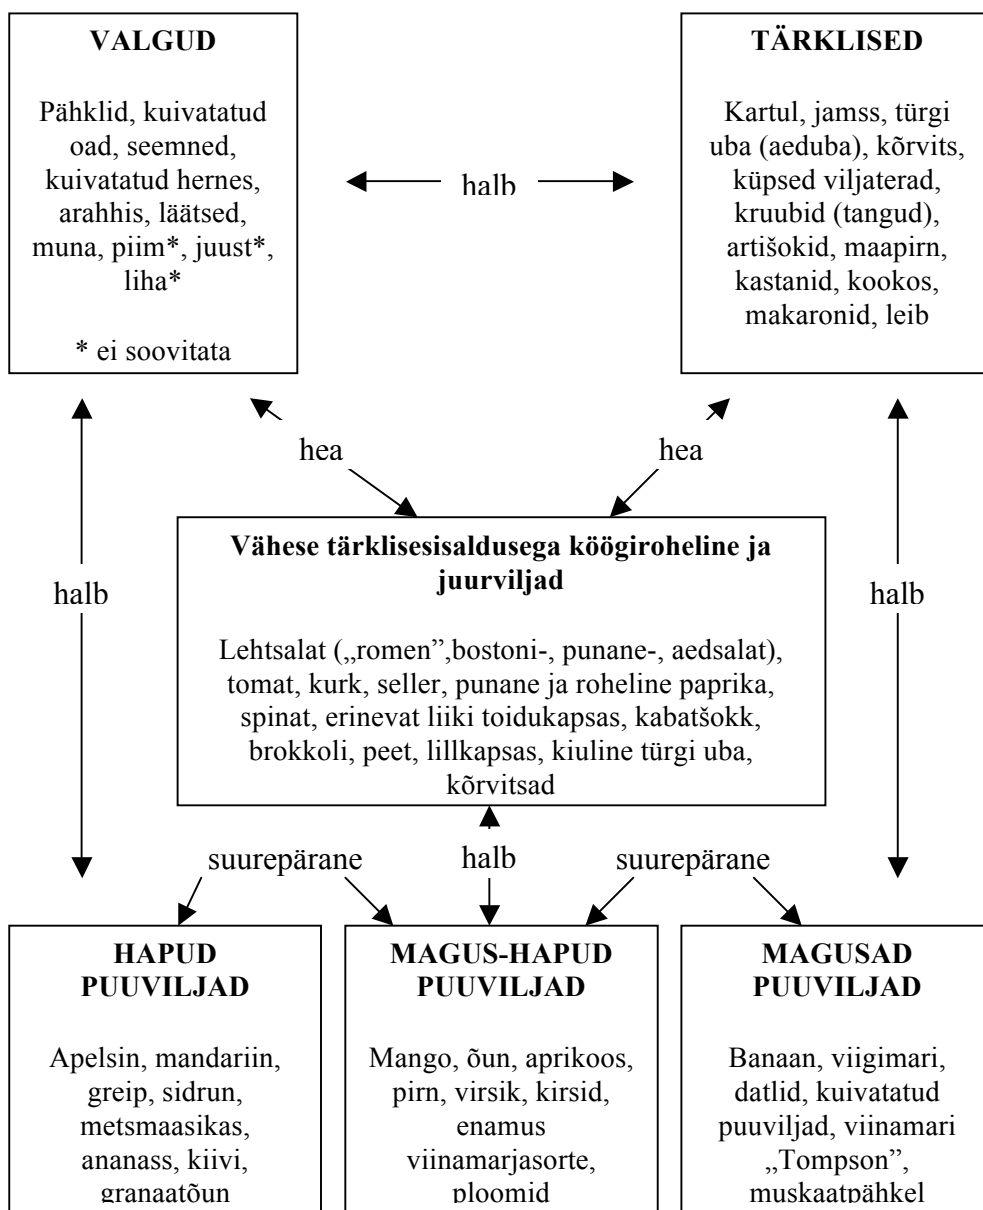 VALGUD
Pähklid, kuivatatud
oad, seemned,
kuivatatud hernes,
arahhis, läätsed,
muna, piim*, juust*,
liha*
* ei soovitata
halb
TÄRKLISED
Kartul, jamss, türgi
uba (aeduba), kõrvits,
küpsed viljaterad,
kruubid (tangud),
artišokid, maapirn,
kastanid, kookos,
makaronid, leib
hea
hea
halb
Vähese tärklisesisaldusega köögiroheline ja
juurviljad
Lehtsalat („romen”,bostoni-, punane-, aedsalat),
tomat, kurk, seller, punane ja roheline paprika,
spinat, erinevat liiki toidukapsas, kabatšokk,
brokkoli, peet, lillkapsas, kiuline türgi uba,
kõrvitsad
halb
suurepärane
halb
suurepärane
HAPUD
PUUVILJAD
Apelsin, mandariin,
greip, sidrun,
metsmaasikas,
ananass, kiivi,
granaatõun
MAGUS-HAPUD
PUUVILJAD
Mango, õun, aprikoos,
pirn, virsik, kirsid,
enamus
viinamarjasorte,
ploomid
MAGUSAD
PUUVILJAD
Banaan, viigimari,
datlid, kuivatatud
puuviljad, viinamari
„Tompson”,
muskaatpähkel